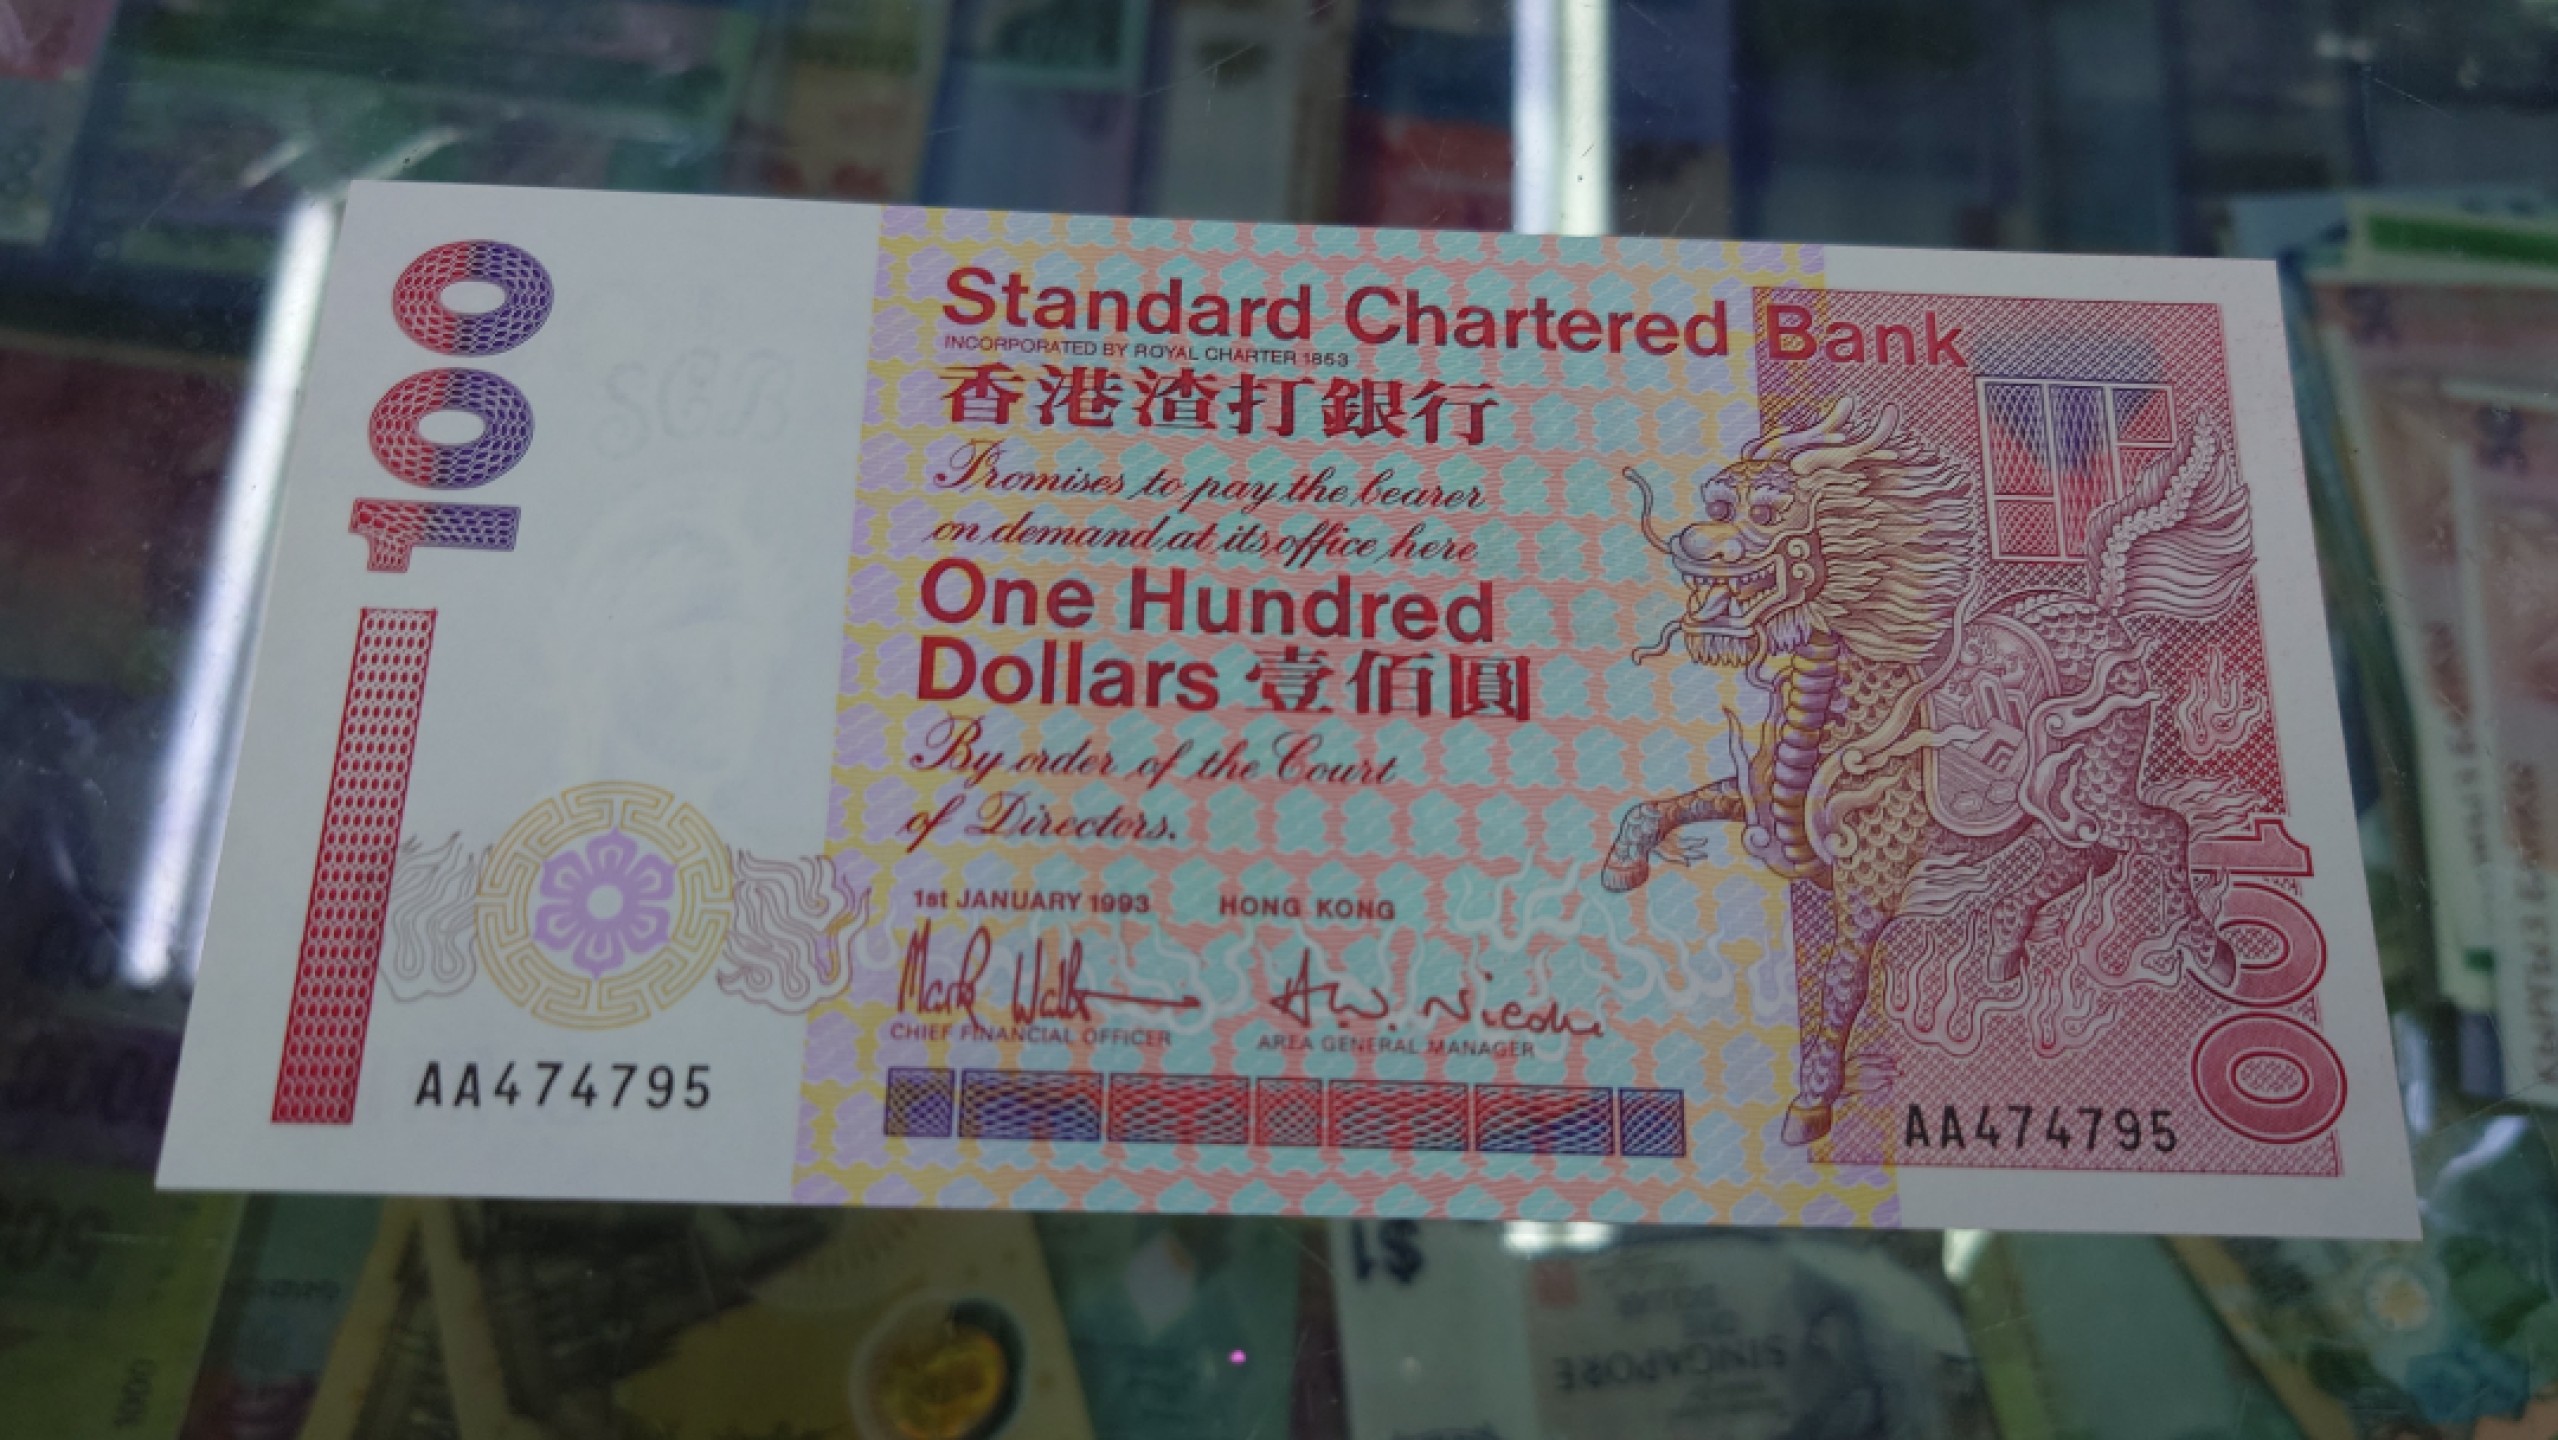 100
Standard Chartered Bank
INCORPORATED BY ROYAL CHARTER 1853
香港渣打銀行
Promises to pay the bearer
on demand at its office here
One Hundred
Dollars 壹佰圓
By order of the Court
of Directors.
1st JANUARY 1993 HONG KONG
CHIEF FINANCIAL OFFICER
AREA GENERAL MANAGER
AA474795
AA474795
100
$1
SINGAPORE